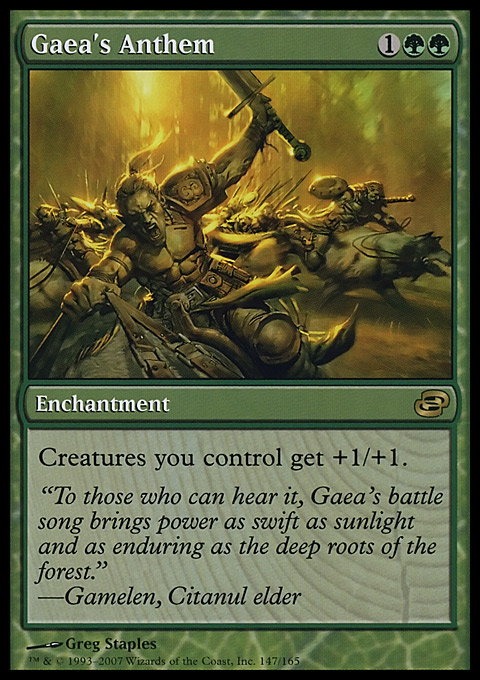 Gaea's Anthem 1
Enchantment
Creatures you control get +1/+1.
“To those who can hear it, Gaea's battle
song brings power as swift as sunlight
and as enduring as the deep roots of the
forest.”
—Gamelen, Citanul elder
Greg Staples
™ & © 1993–2007 Wizards of the Coast, Inc. 147/165